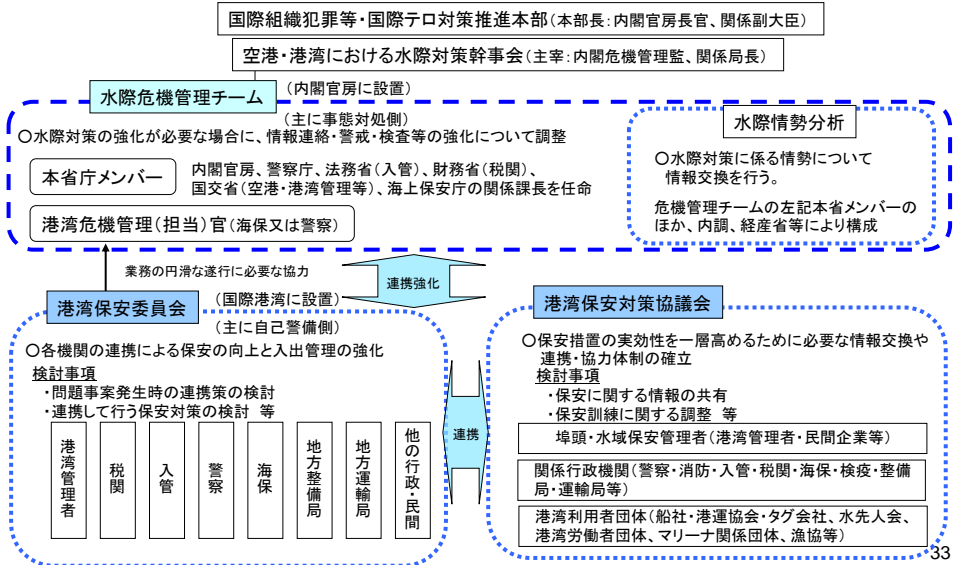 国際組織犯罪等・国際テロ対策推進本部(本部長:内閣官房長官、関係副大臣)
空港・港湾における水際対策幹事会(主宰:内閣危機管理監、関係局長)
水際危機管理チーム
(内閣官房に設置)
(主に事態対処側)
○水際対策の強化が必要な場合に、情報連絡・警戒・検査等の強化について調整
本省庁メンバー
内閣官房、警察庁、法務省(入管)、財務省(税関)、
国交省(空港・港湾管理等)、海上保安庁の関係課長を任命
港湾危機管理(担当)官(海保又は警察)
水際情勢分析
○水際対策に係る情勢について
情報交換を行う。
危機管理チームの左記本省メンバーの
ほか、内調、経産省等により構成
業務の円滑な遂行に必要な協力
連携強化
港湾保安委員会
(国際港湾に設置)
(主に自己警備側)
○各機関の連携による保安の向上と入出管理の強化
検討事項
・問題事案発生時の連携策の検討
・連携して行う保安対策の検討 等
港湾管理者
税関
入管
警察
海保
地方整備局
地方運輸局
他の行政・民間
連携
港湾保安対策協議会
○保安措置の実効性を一層高めるために必要な情報交換や
連携・協力体制の確立
検討事項
・保安に関する情報の共有
・保安訓練に関する調整 等
埠頭・水域保安管理者(港湾管理者・民間企業等)
関係行政機関(警察・消防・入管・税関・海保・検疫・整備
局・運輸局等)
港湾利用者団体(船社・港運協会・タグ会社、水先人会、
港湾労働者団体、マリーナ関係団体、漁協等)
33